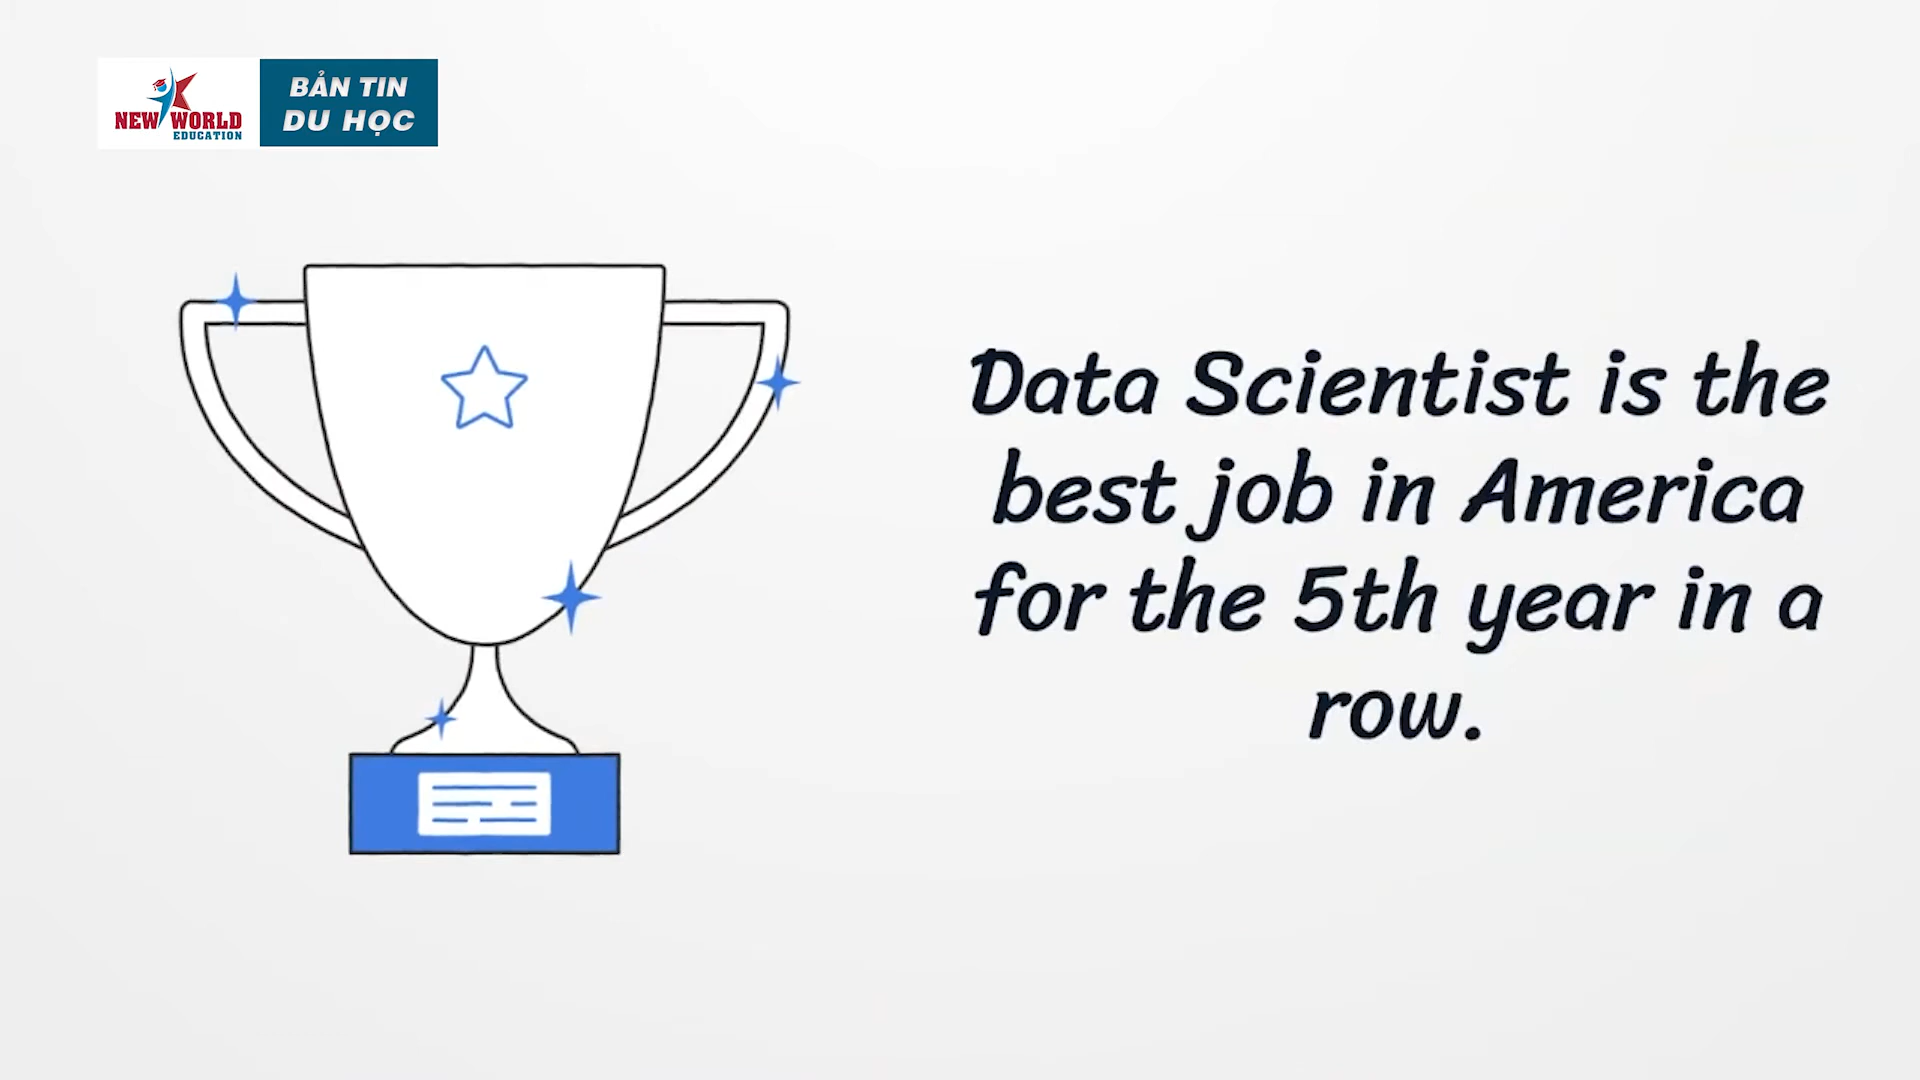 NEW WORLD
EDUCATION
BẢN TIN
DU HỌC
Data Scientist is the
best job in America
for the 5th year in a
row.